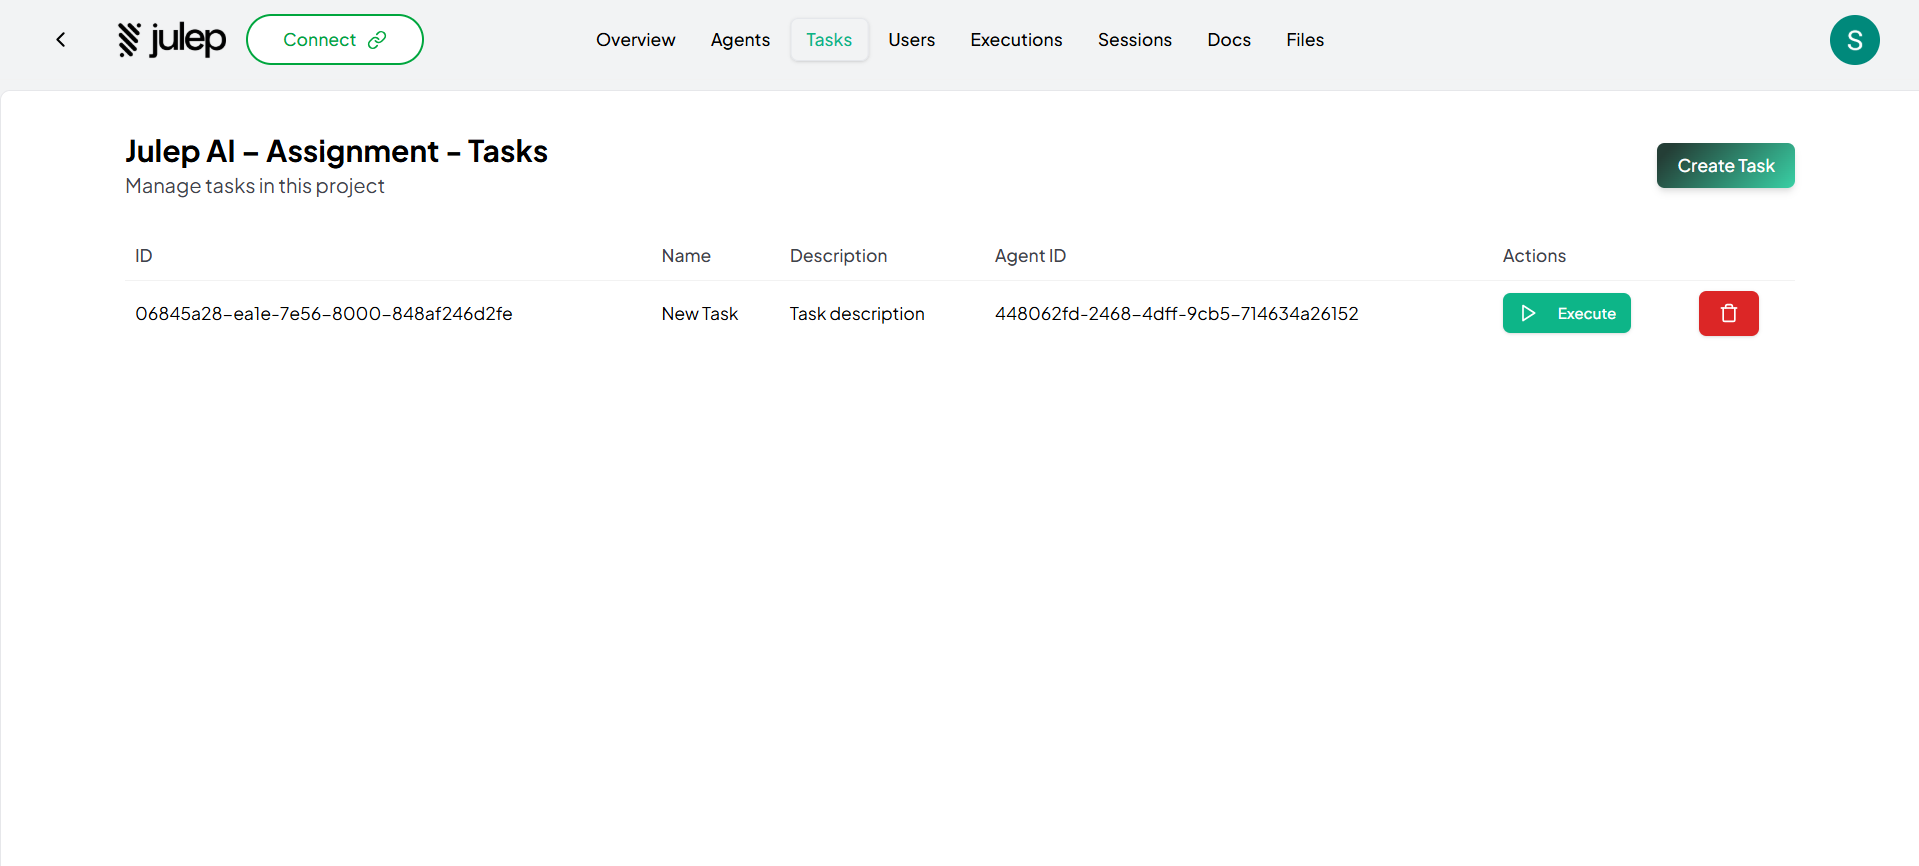 julep
Connect
Overview Agents Tasks Users Executions Sessions Docs Files
S
Julep AI – Assignment - Tasks
Manage tasks in this project
Create Task
ID Name Description Agent ID Actions
06845a28-ea1e-7e56-8000-848af246d2fe New Task Task description 448062fd-2468-4dff-9cb5-714634a26152 Execute